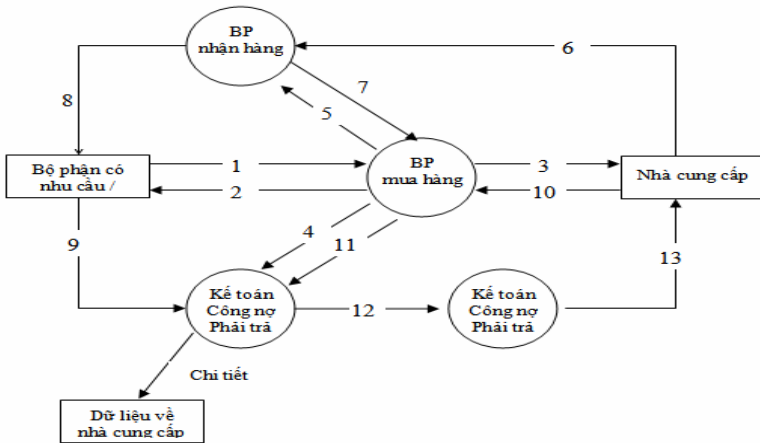 BP
nhận hàng
6
7
8
5
Bộ phận có
nhu cầu /
1
2
BP
mua hàng
3
10
Nhà cung cấp
4
11
9
13
Kế toán
Công nợ
Phải trả
12
Kế toán
Công nợ
Phải trả
Chi tiết
Dữ liệu về
nhà cung cấp